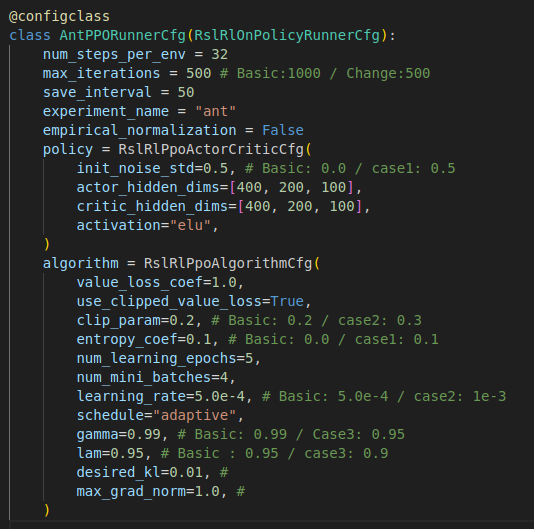 @configclass
class AntPPORunnerCfg(RslRlOnPolicyRunnerCfg):
    num_steps_per_env = 32
    max_iterations = 500 # Basic:1000 / Change:500
    save_interval = 50
    experiment_name = "ant"
    empirical_normalization = False
    policy = RslRlPpoActorCriticCfg(
        init_noise_std=0.5, # Basic: 0.0 / case1: 0.5
        actor_hidden_dims=[400, 200, 100],
        critic_hidden_dims=[400, 200, 100],
        activation="elu",
    )
    algorithm = RslRlPpoAlgorithmCfg(
        value_loss_coef=1.0,
        use_clipped_value_loss=True,
        clip_param=0.2, # Basic: 0.2 / case2: 0.3
        entropy_coef=0.1, # Basic: 0.0 / case1: 0.1
        num_learning_epochs=5,
        num_mini_batches=4,
        learning_rate=5.0e-4, # Basic: 5.0e-4 / case2: 1e-3
        schedule="adaptive",
        gamma=0.99, # Basic: 0.99 / Case3: 0.95
        lam=0.95, # Basic : 0.95 / case3: 0.9
        desired_kl=0.01, #
        max_grad_norm=1.0, #
    )